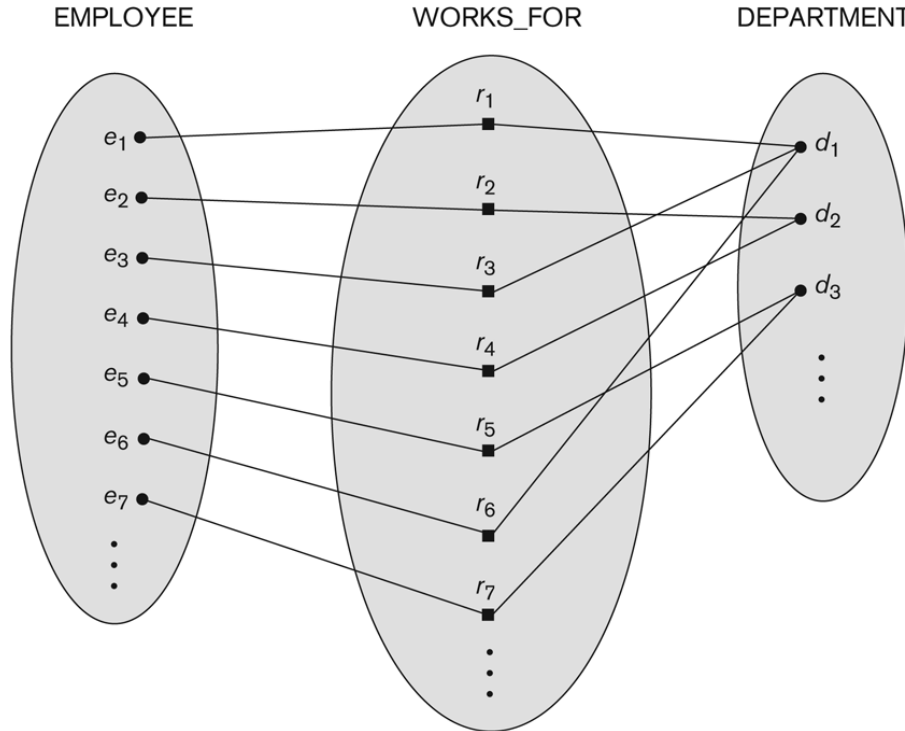 EMPLOYEE WORKS_FOR DEPARTMENT
e1
e2
e3
e4
e5
e6
e7
r1
r2
r3
r4
r5
r6
r7
d1
d2
d3